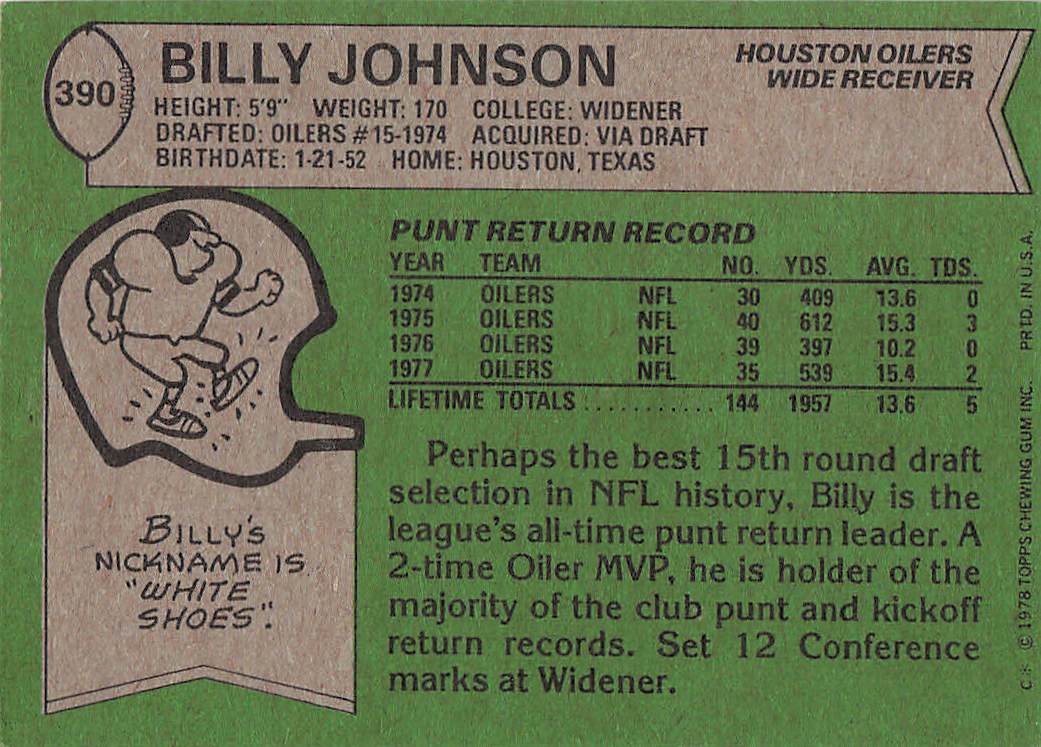 390
BILLY JOHNSON
HOUSTON OILERS
WIDE RECEIVER
HEIGHT: 5'9" WEIGHT: 170 COLLEGE: WIDENER
DRAFTED: OILERS #15-1974 ACQUIRED: VIA DRAFT
BIRTHDATE: 1-21-52 HOME: HOUSTON, TEXAS
PUNT RETURN RECORD
YEAR TEAM NO. YDS. AVG. TDS.
1974 OILERS NFL 30 409 13.6 0
1975 OILERS NFL 40 612 15.3 3
1976 OILERS NFL 39 397 10.2 0
1977 OILERS NFL 35 539 15.4 2
LIFETIME TOTALS ........... 144 1957 13.6 5
Perhaps the best 15th round draft
selection in NFL history, Billy is the
league's all-time punt return leader. A
2-time Oiler MVP, he is holder of the
majority of the club punt and kickoff
return records. Set 12 Conference
marks at Widener.
BILLY'S
NICKNAME IS
"WHITE
SHOES".
C* © 1978 TOPPS CHEWING GUM INC. PRTD. IN U.S.A.